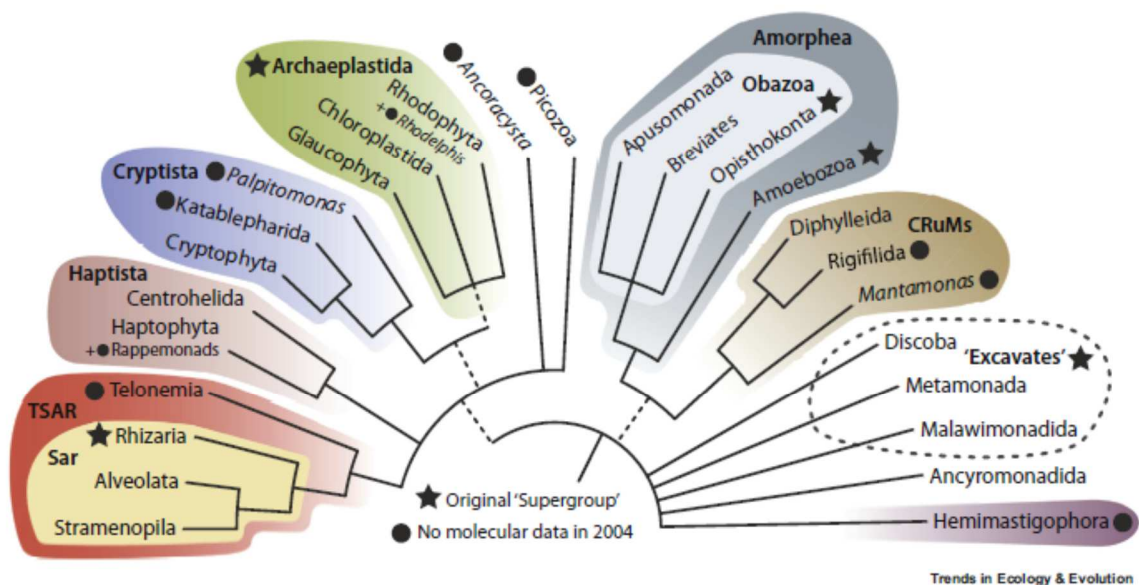 Archaeplastida
Rhodophyta
+ Rhodelphis
Chloroplastida
Glaucophyta
Ancoracysta
Picozoa
Amorphea
Obazoa
Apusomonada
Breviates
Opisthokonta
Amoebozoa
Cryptista
Palpitomonas
Katablepharida
Cryptophyta
Diphylleida
CRuMs
Rigifilida
Mantamonas
Haptista
Centrohelida
Haptophyta
+ Rappemonads
Discoba
'Excavates'
Metamonada
Malawimonadida
Ancyromonadida
Hemimastigophora
TSAR
Telonemia
Rhizaria
Sar
Alveolata
Stramenopila
Original 'Supergroup'
No molecular data in 2004
Trends in Ecology & Evolution